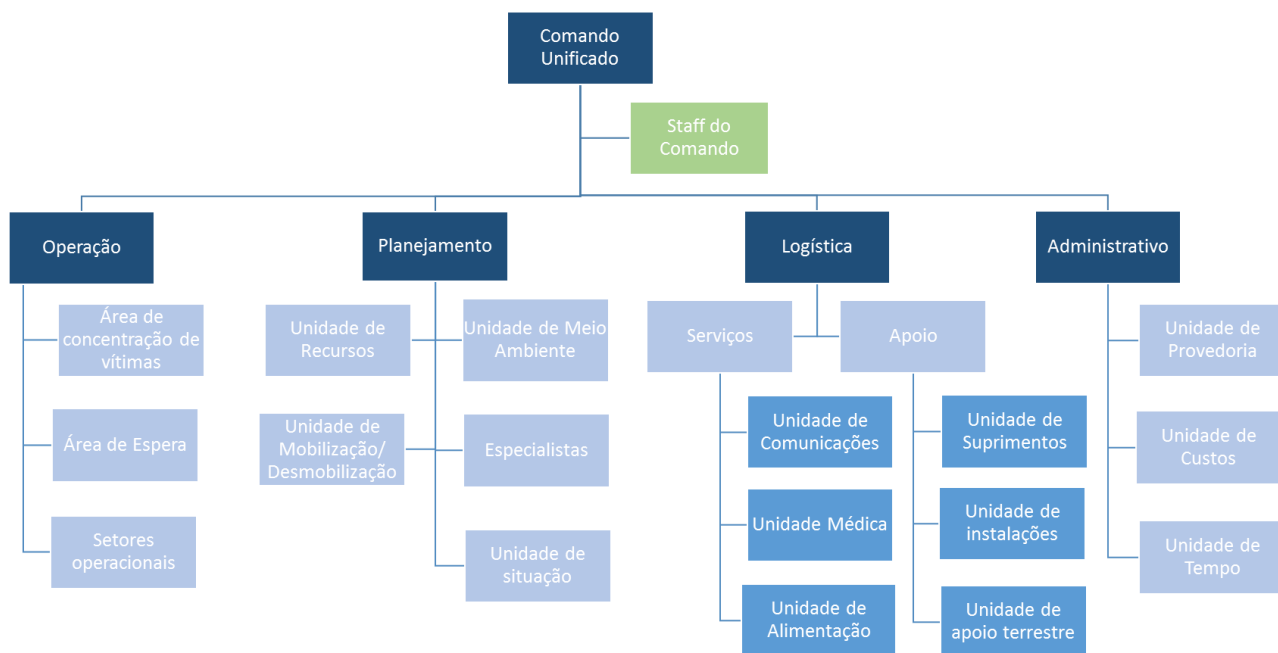 Comando
Unificado
Staff do
Comando
Operação
Planejamento
Logística
Administrativo
Área de
concentração de
vítimas
Área de Espera
Setores
operacionais
Unidade de
Recursos
Unidade de Meio
Ambiente
Unidade de
Mobilização/
Desmobilização
Especialistas
Unidade de
situação
Serviços
Apoio
Unidade de
Comunicações
Unidade Médica
Unidade de
Alimentação
Unidade de
Suprimentos
Unidade de
instalações
Unidade de
apoio terrestre
Unidade de
Provedoria
Unidade de
Custos
Unidade de
Tempo